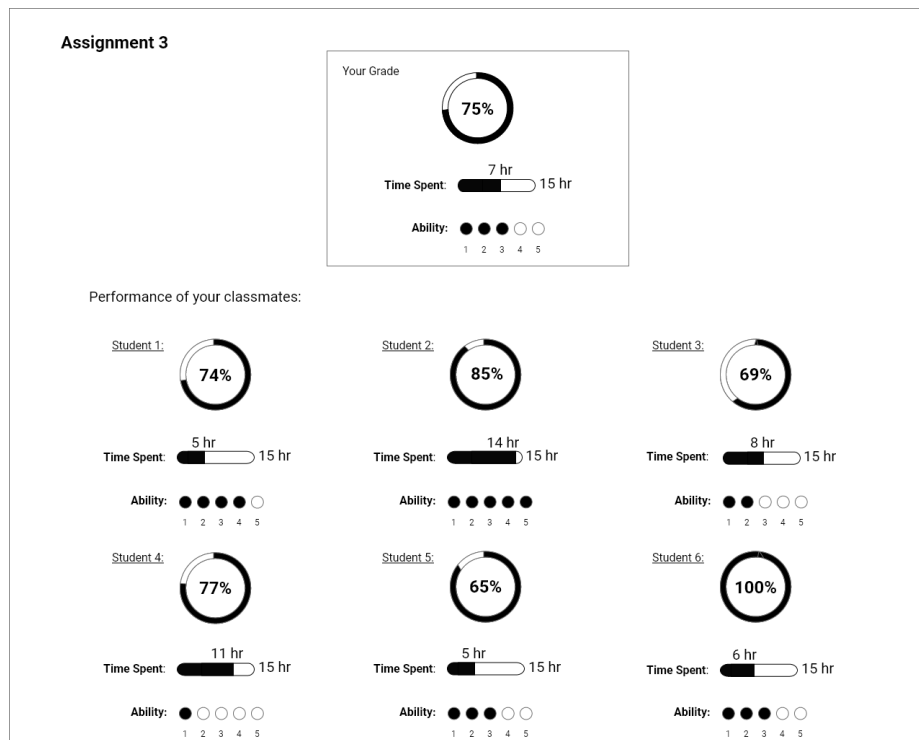 Assignment 3
Your Grade
75%
7 hr
Time Spent: 15 hr
Ability:
1 2 3 4 5
Performance of your classmates:
Student 1: 74%
Student 2: 85%
Student 3: 69%
5 hr 14 hr 8 hr
Time Spent: 15 hr Time Spent: 15 hr Time Spent: 15 hr
Ability: Ability: Ability:
1 2 3 4 5 1 2 3 4 5 1 2 3 4 5
Student 4: 77%
Student 5: 65%
Student 6: 100%
11 hr 5 hr 6 hr
Time Spent: 15 hr Time Spent: 15 hr Time Spent: 15 hr
Ability: Ability: Ability:
1 2 3 4 5 1 2 3 4 5 1 2 3 4 5